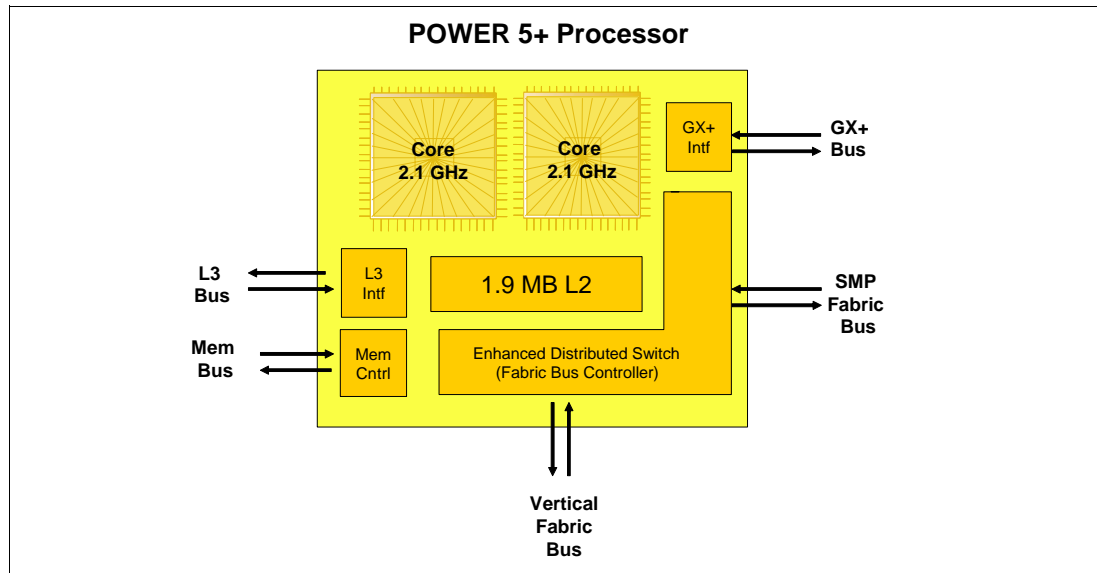 POWER 5+ Processor
Core
2.1 GHz
Core
2.1 GHz
GX+
Intf
GX+
Bus
L3
Bus
L3
Intf
1.9 MB L2
SMP
Fabric
Bus
Mem
Bus
Mem
Cntrl
Enhanced Distributed Switch
(Fabric Bus Controller)
Vertical
Fabric
Bus